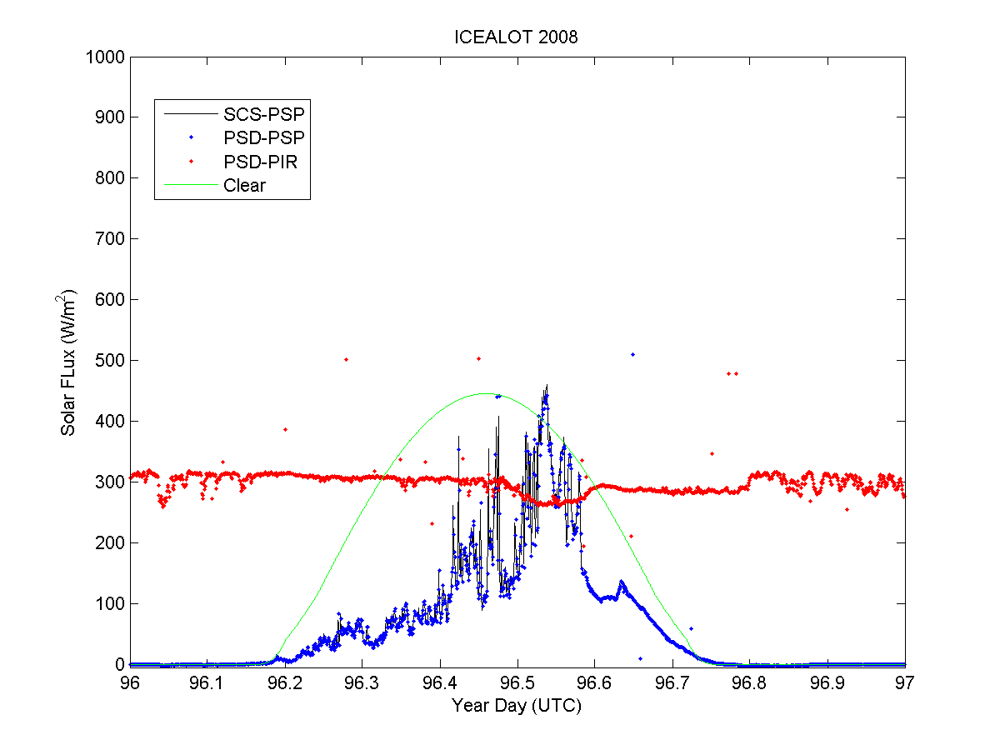 ICEALOT 2008
1000
900
800
700
600
500
400
300
200
100
0
Solar FLux (W/m²)
SCS-PSP
PSD-PSP
PSD-PIR
Clear
96 96.1 96.2 96.3 96.4 96.5 96.6 96.7 96.8 96.9 97
Year Day (UTC)